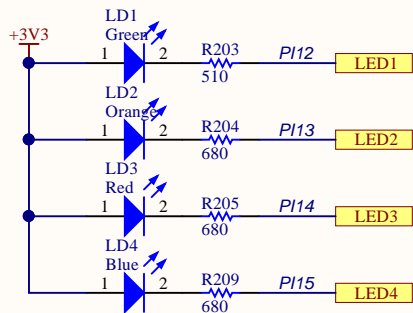 +3V3
LD1
Green
1 2 R203 PI12 LED1
510
LD2
Orange
1 2 R204 PI13 LED2
680
LD3
Red
1 2 R205 PI14 LED3
680
LD4
Blue
1 2 R209 PI15 LED4
680